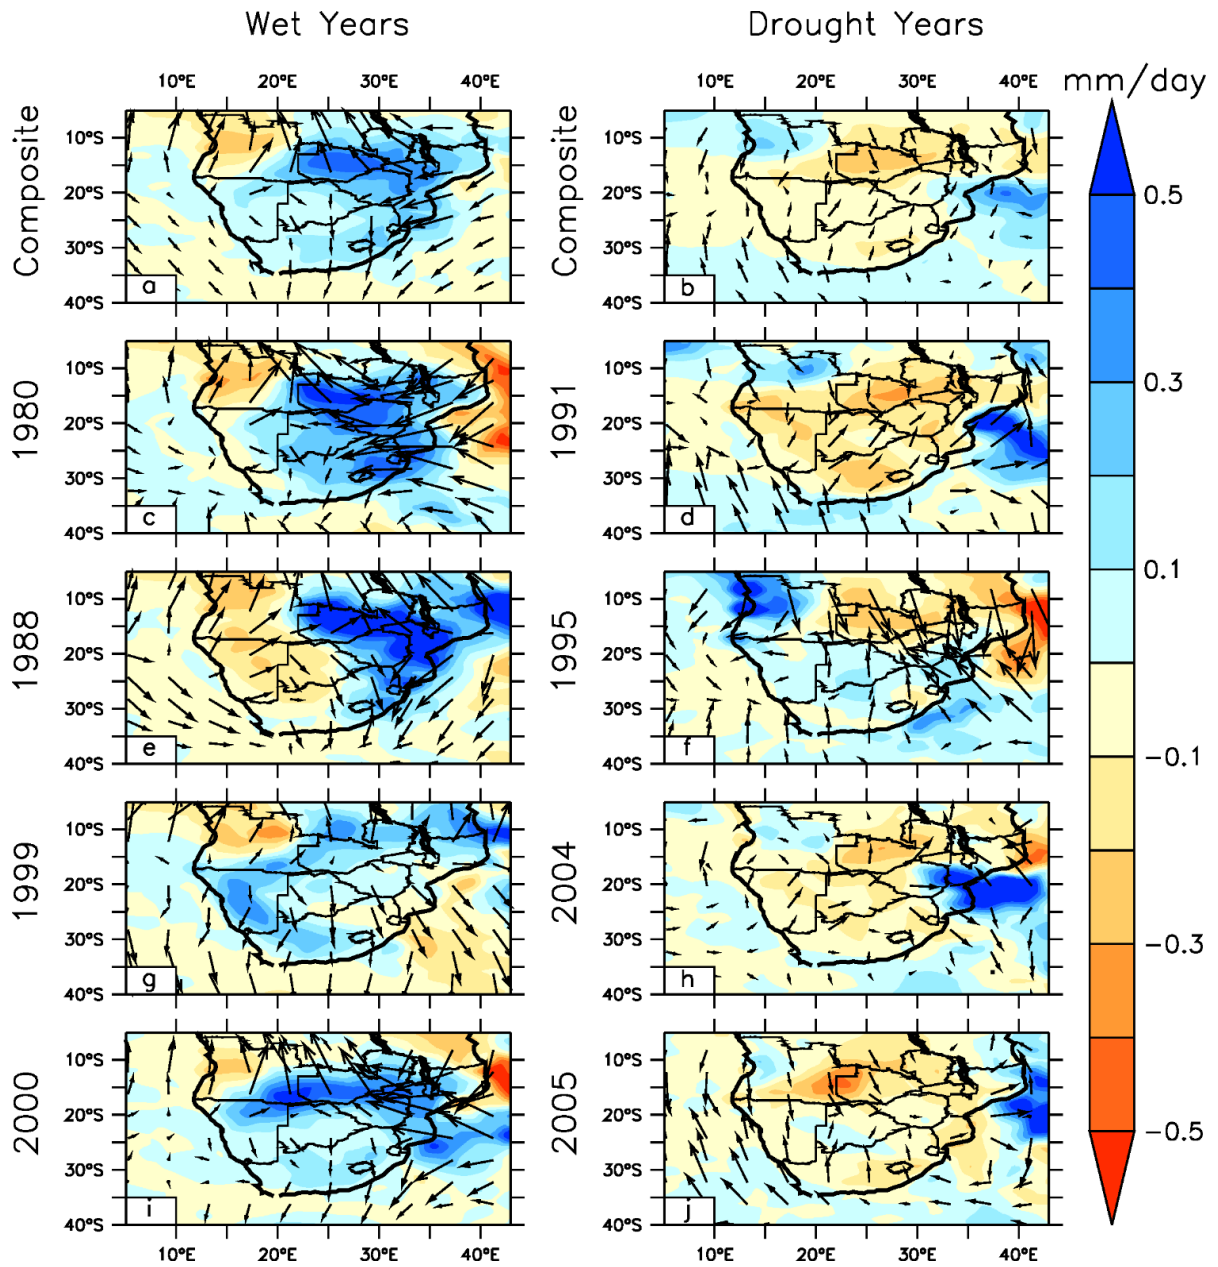 Wet Years Drought Years
10°E 20°E 30°E 40°E 10°E 20°E 30°E 40°E mm/day
Composite 10°S 20°S 30°S 40°S a Composite 10°S 20°S 30°S 40°S b
1980 10°S 20°S 30°S 40°S c 1991 10°S 20°S 30°S 40°S d
1988 10°S 20°S 30°S 40°S e 1995 10°S 20°S 30°S 40°S f
1999 10°S 20°S 30°S 40°S g 2004 10°S 20°S 30°S 40°S h
2000 10°S 20°S 30°S 40°S i 2005 10°S 20°S 30°S 40°S j
10°E 20°E 30°E 40°E 10°E 20°E 30°E 40°E
0.5
0.3
0.1
-0.1
-0.3
-0.5